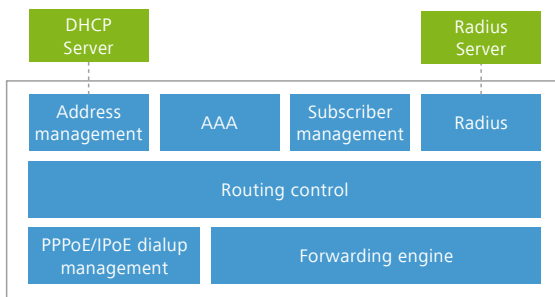 DHCP
Server
Radius
Server
Address
management
AAA
Subscriber
management
Radius
Routing control
PPPoE/IPoE dialup
management
Forwarding engine